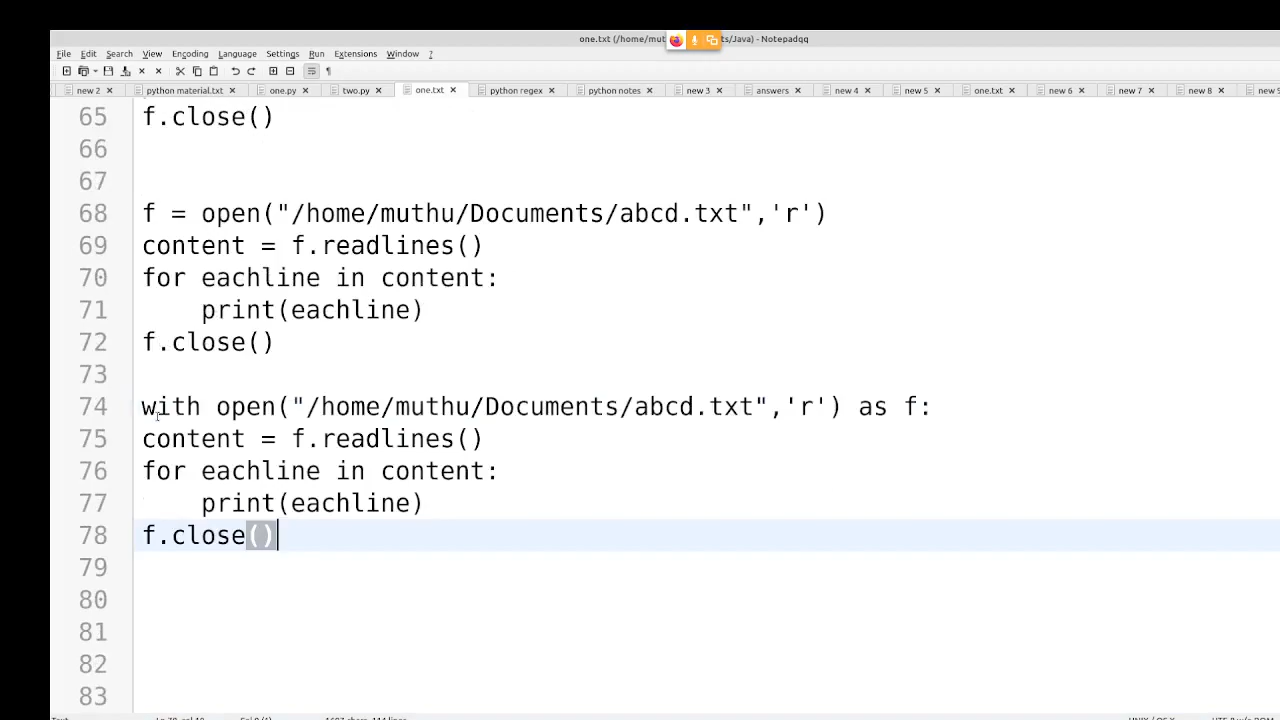 one.txt (/home/mut ts/Java) - Notepadqq
File Edit Search View Encoding Language Settings Run Extensions Window ?
new 2 python material.txt one.py two.py one.txt python regex python notes new 3 answers new 4 new 5 one.txt new 6 new 7 new 8 new 9
65 f.close()
66
67
68 f = open("/home/muthu/Documents/abcd.txt",'r')
69 content = f.readlines()
70 for eachline in content:
71     print(eachline)
72 f.close()
73
74 with open("/home/muthu/Documents/abcd.txt",'r') as f:
75 content = f.readlines()
76 for eachline in content:
77     print(eachline)
78 f.close()
79
80
81
82
83